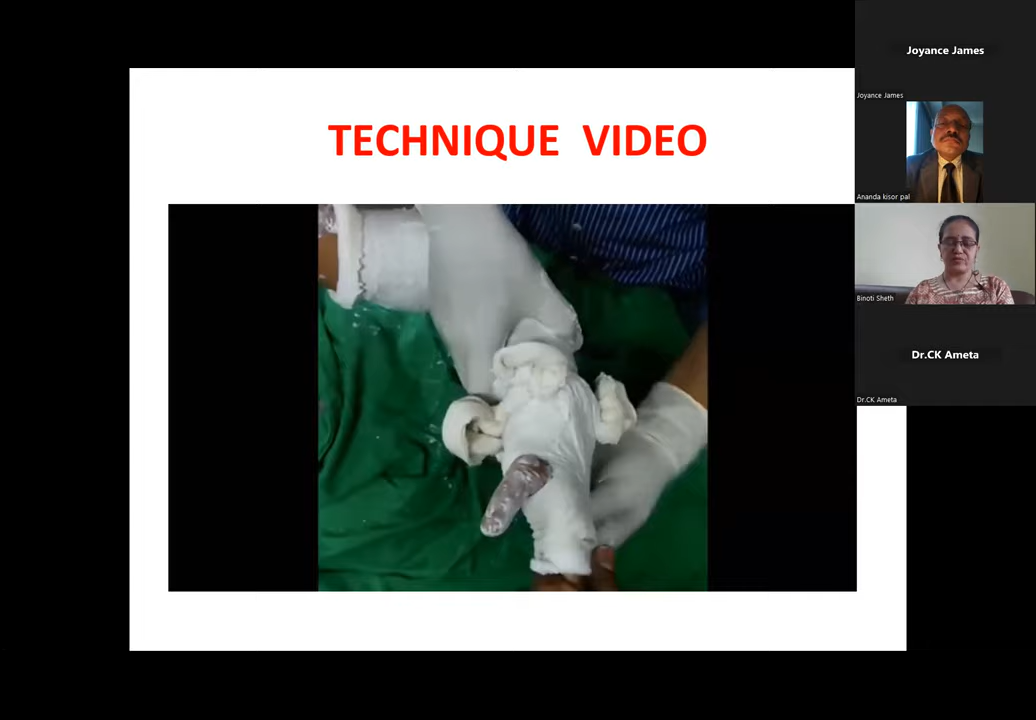 TECHNIQUE VIDEO
Joyance James
Joyance James
Ananda kisor pal
Binoti Sheth
Dr.CK Ameta
Dr.CK Ameta